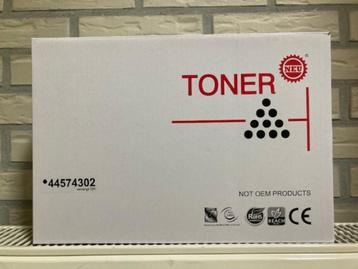 NEU
®
TONER
•44574302
NOT OEM PRODUCTS
RoHS
REACH
CE